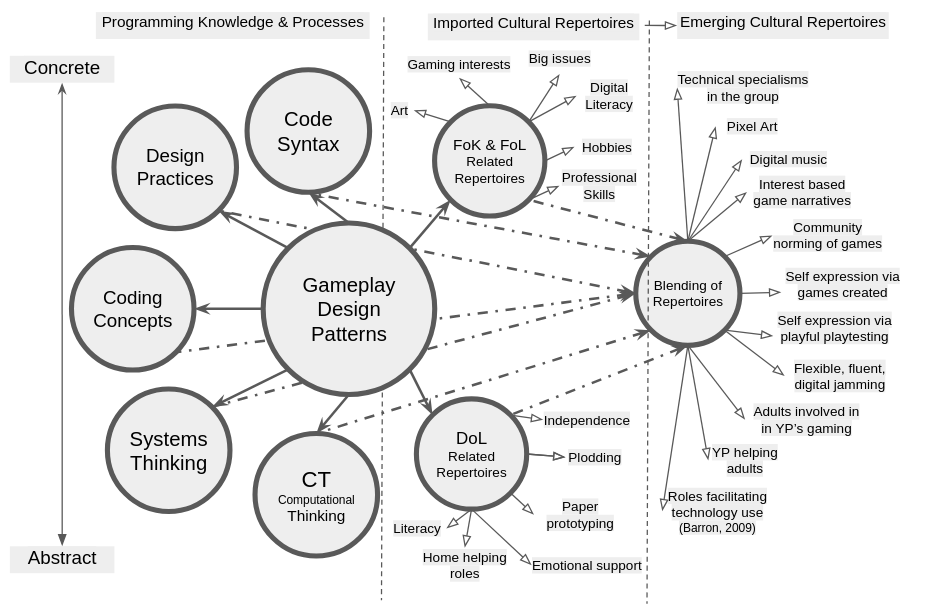 Programming Knowledge & Processes
Imported Cultural Repertoires
Emerging Cultural Repertoires
Concrete
Abstract
Code
Syntax
Design
Practices
Coding
Concepts
Systems
Thinking
CT
Computational
Thinking
Gameplay
Design
Patterns
FoK & FoL
Related
Repertoires
Art
Gaming interests
Big issues
Digital
Literacy
Hobbies
Professional
Skills
DoL
Related
Repertoires
Independence
Plodding
Paper
prototyping
Emotional support
Home helping
roles
Literacy
Blending of
Repertoires
Technical specialisms
in the group
Pixel Art
Digital music
Interest based
game narratives
Community
norming of games
Self expression via
games created
Self expression via
playful playtesting
Flexible, fluent,
digital jamming
Adults involved in
in YP's gaming
YP helping
adults
Roles facilitating
technology use
(Barron, 2009)